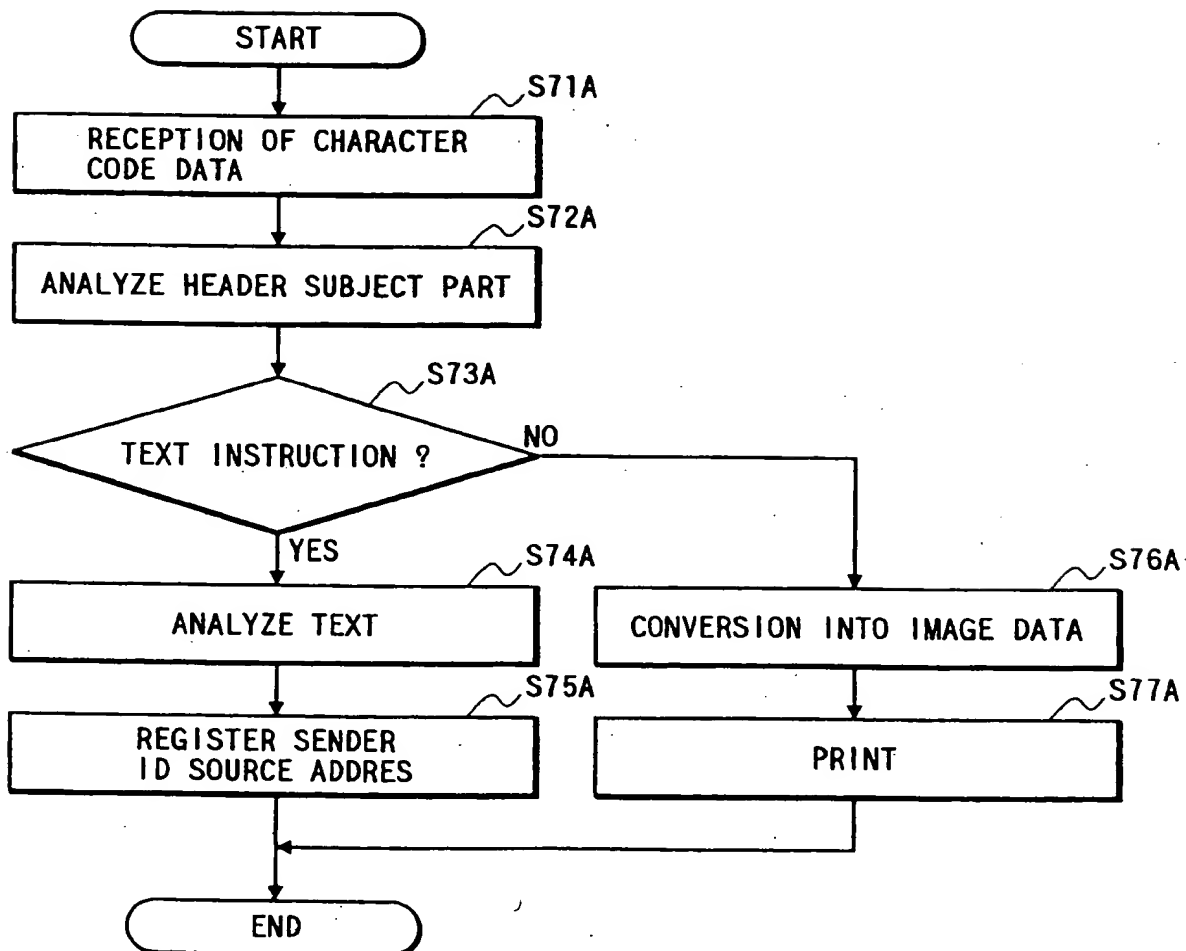 START
S71A
RECEPTION OF CHARACTER
CODE DATA
S72A
ANALYZE HEADER SUBJECT PART
S73A
TEXT INSTRUCTION ?
NO
YES
S74A
ANALYZE TEXT
S76A
CONVERSION INTO IMAGE DATA
S75A
REGISTER SENDER
ID SOURCE ADDRES
S77A
PRINT
END